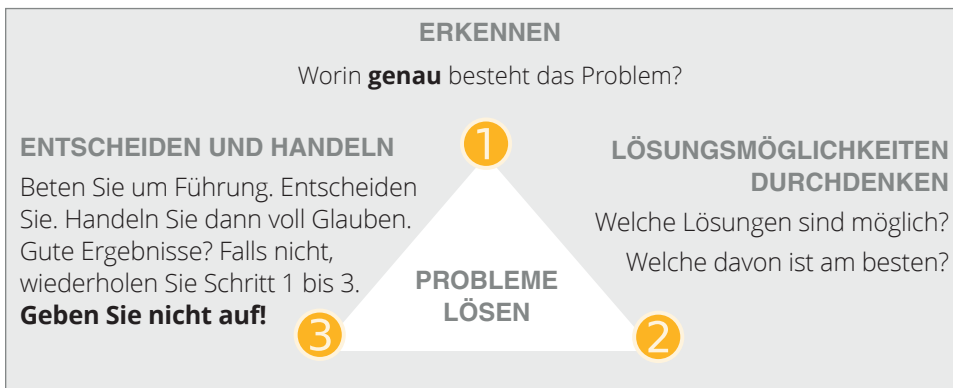 ERKENNEN
Worin genau besteht das Problem?
1
ENTSCHEIDEN UND HANDELN
Beten Sie um Führung. Entscheiden
Sie. Handeln Sie dann voll Glauben.
Gute Ergebnisse? Falls nicht,
wiederholen Sie Schritt 1 bis 3.
Geben Sie nicht auf!
3
PROBLEME
LÖSEN
LÖSUNGSMÖGLICHKEITEN
DURCHDENKEN
Welche Lösungen sind möglich?
Welche davon ist am besten?
2